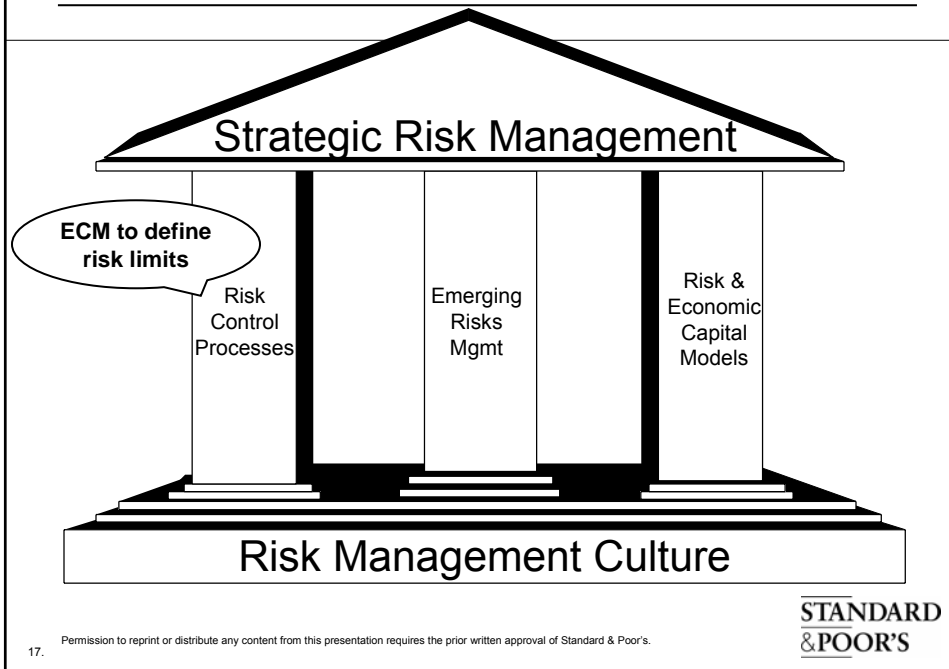 Strategic Risk Management
ECM to define
risk limits
Risk
Control
Processes
Emerging
Risks
Mgmt
Risk &
Economic
Capital
Models
Risk Management Culture
17.
Permission to reprint or distribute any content from this presentation requires the prior written approval of Standard & Poor’s.
STANDARD
&POOR'S